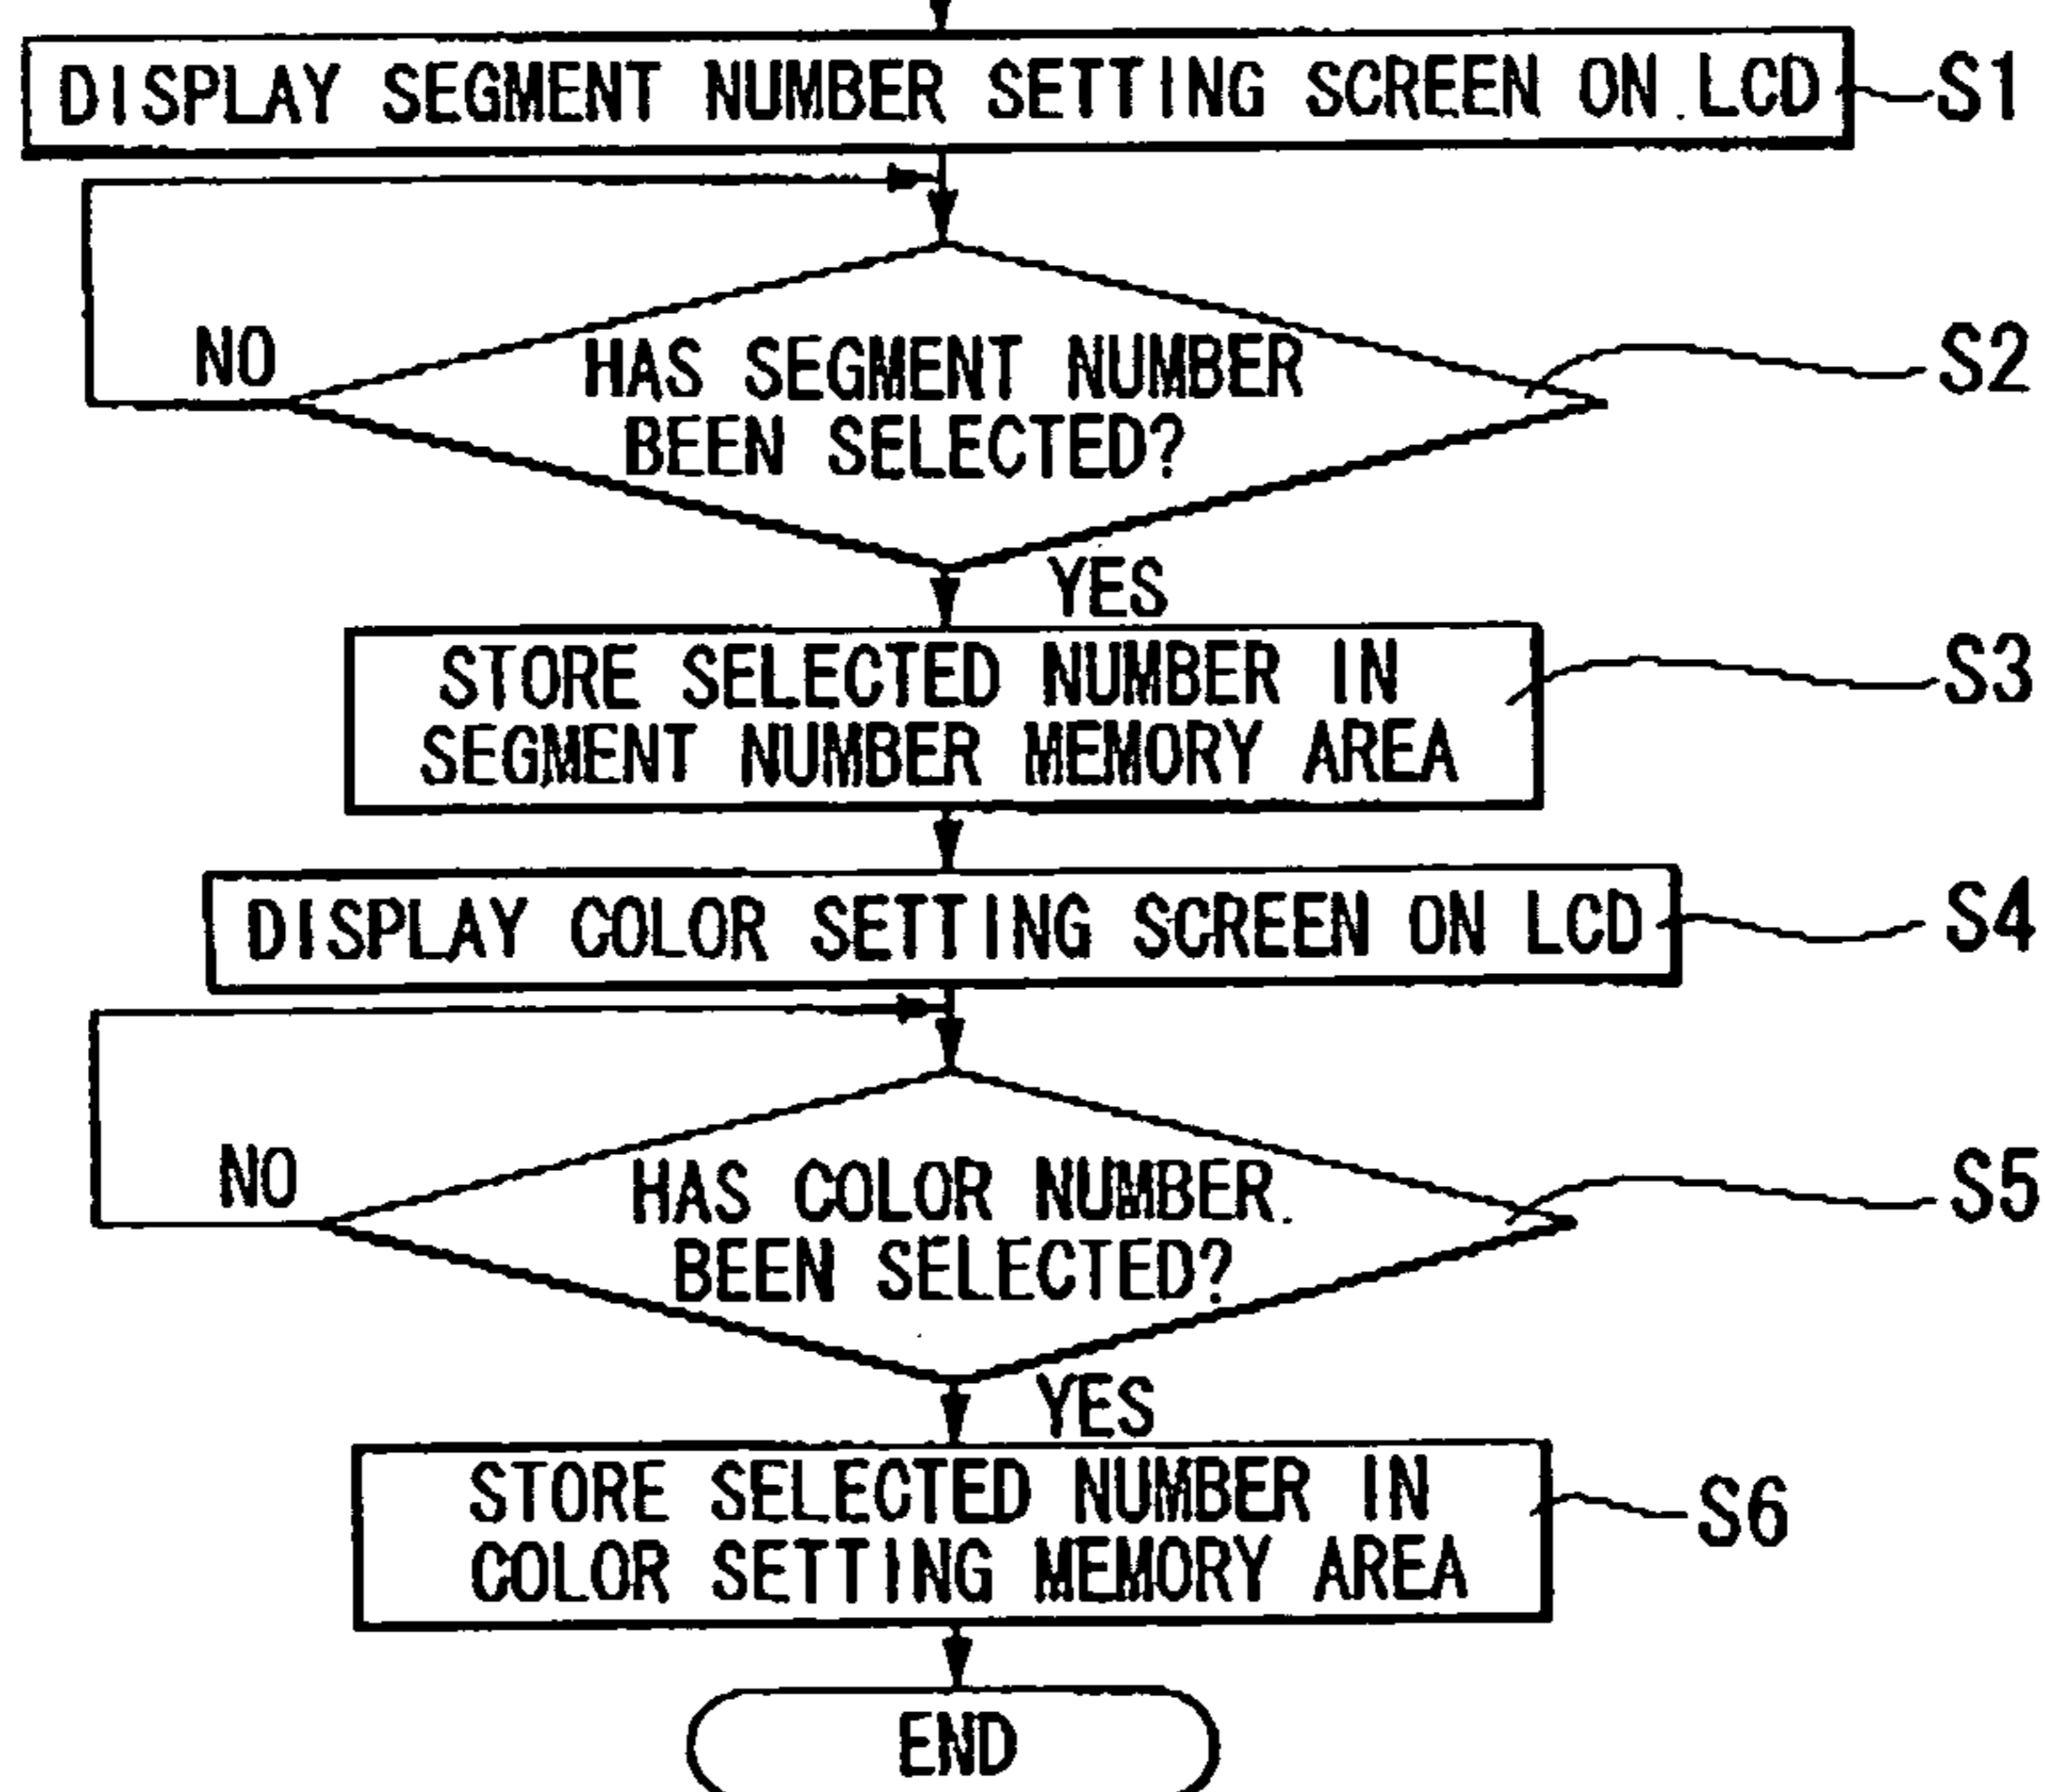 DISPLAY SEGMENT NUMBER SETTING SCREEN ON LCD
S1
NO
HAS SEGMENT NUMBER
BEEN SELECTED?
S2
YES
STORE SELECTED NUMBER IN
SEGMENT NUMBER MEMORY AREA
S3
DISPLAY COLOR SETTING SCREEN ON LCD
S4
NO
HAS COLOR NUMBER
BEEN SELECTED?
S5
YES
STORE SELECTED NUMBER IN
COLOR SETTING MEMORY AREA
S6
END